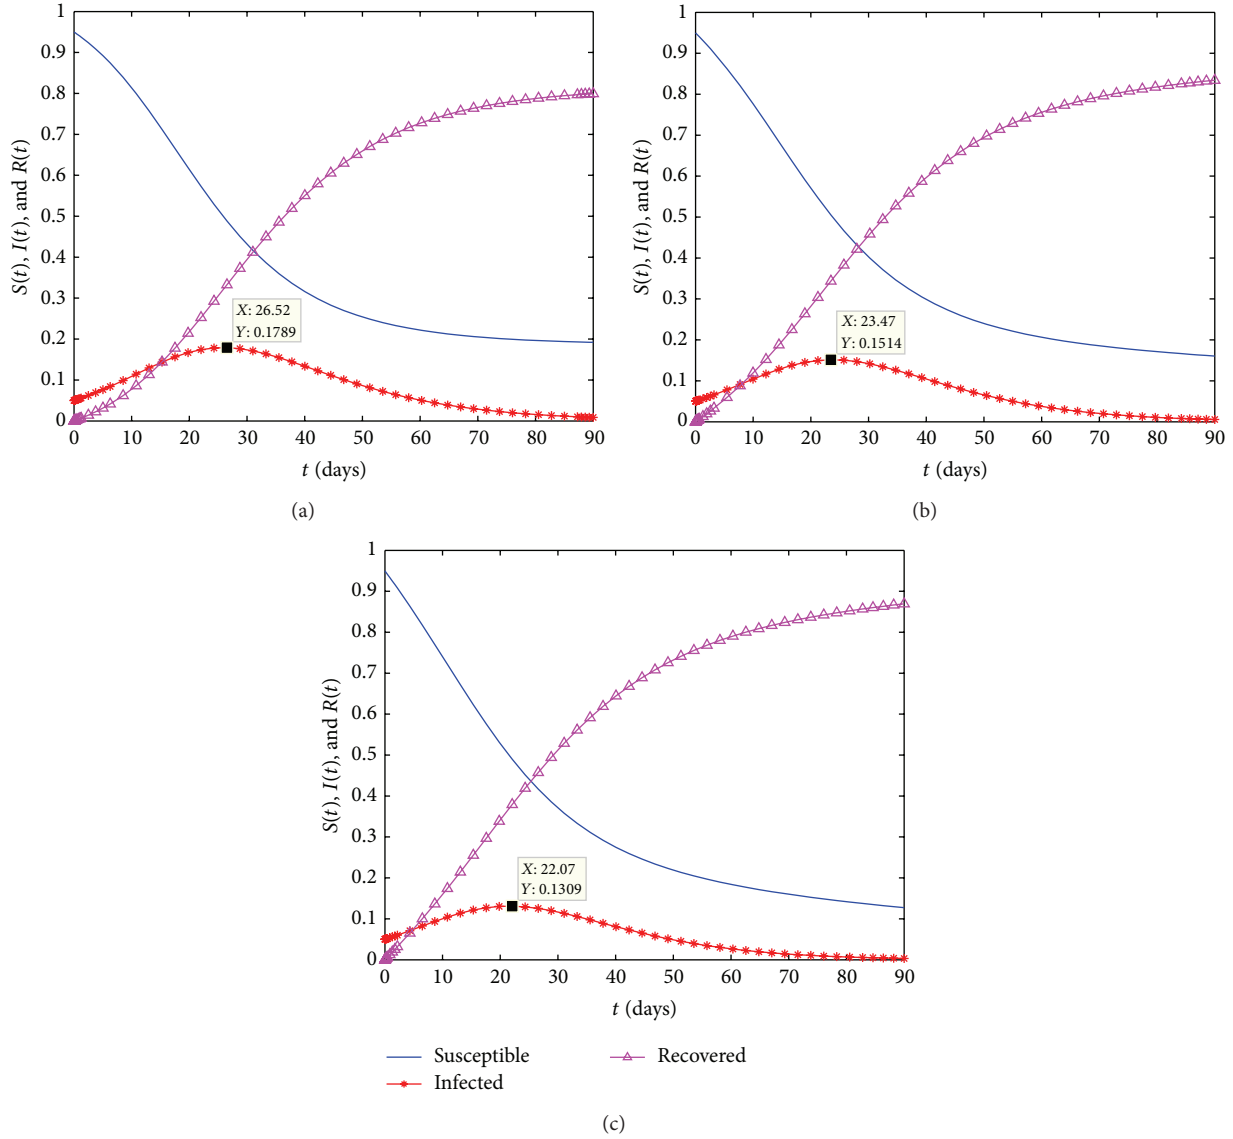 1
0.9
0.8
0.7
0.6
0.5
0.4
0.3
0.2
0.1
0
S(t), I(t), and R(t)
X: 26.52
Y: 0.1789
0 10 20 30 40 50 60 70 80 90
t (days)
(a)
1
0.9
0.8
0.7
0.6
0.5
0.4
0.3
0.2
0.1
0
S(t), I(t), and R(t)
X: 23.47
Y: 0.1514
0 10 20 30 40 50 60 70 80 90
t (days)
(b)
1
0.9
0.8
0.7
0.6
0.5
0.4
0.3
0.2
0.1
0
S(t), I(t), and R(t)
X: 22.07
Y: 0.1309
0 10 20 30 40 50 60 70 80 90
t (days)
Susceptible
Infected
Recovered
(c)